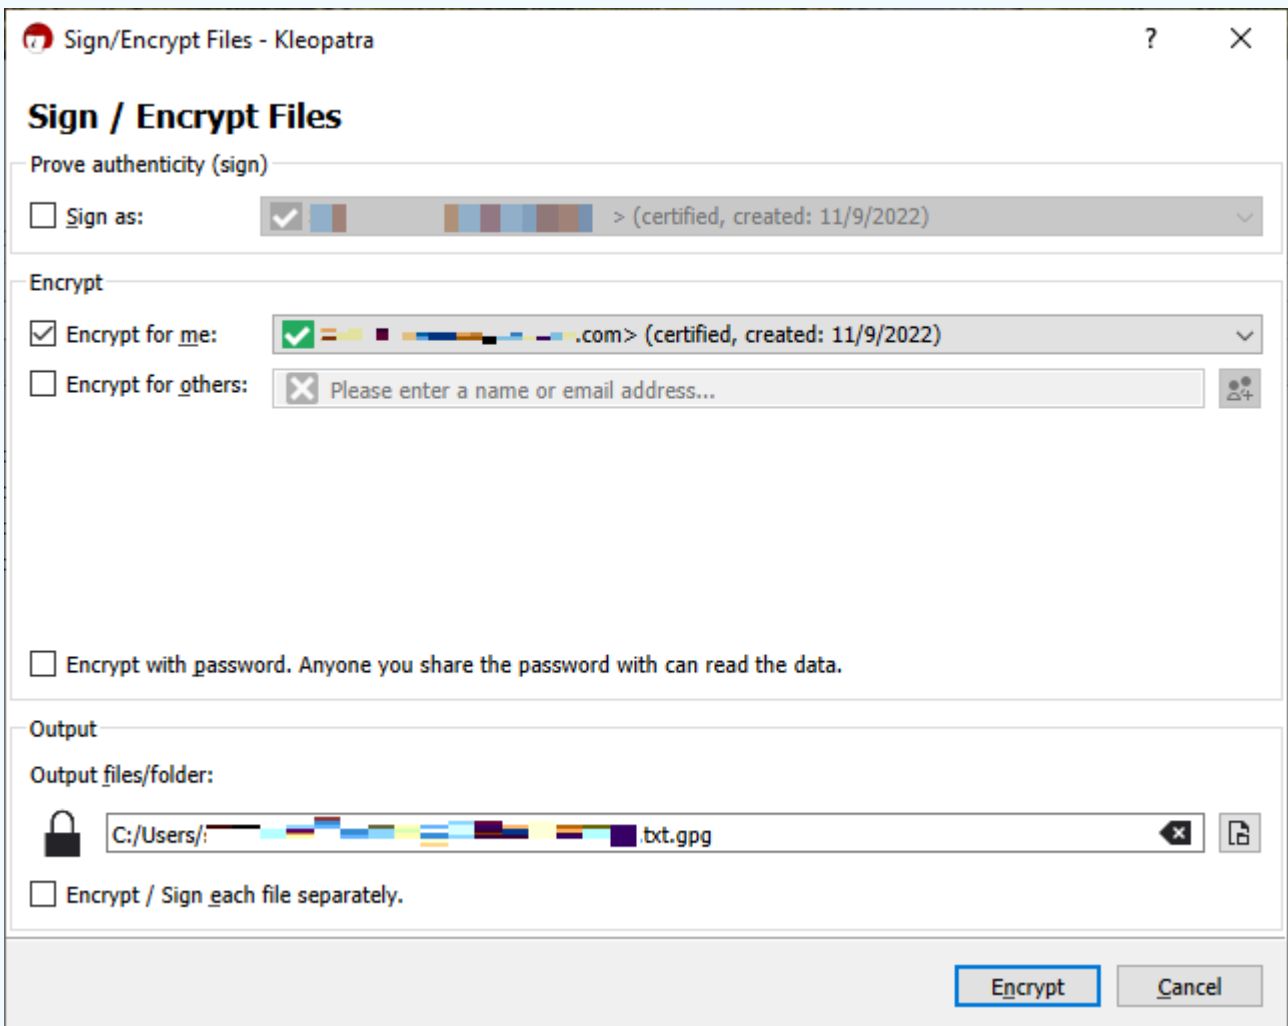 Sign/Encrypt Files - Kleopatra
Sign / Encrypt Files
Prove authenticity (sign)
Sign as: > (certified, created: 11/9/2022)
Encrypt
Encrypt for me: .com> (certified, created: 11/9/2022)
Encrypt for others: Please enter a name or email address...
Encrypt with password. Anyone you share the password with can read the data.
Output
Output files/folder:
C:/Users/ .txt.gpg
Encrypt / Sign each file separately.
Encrypt Cancel